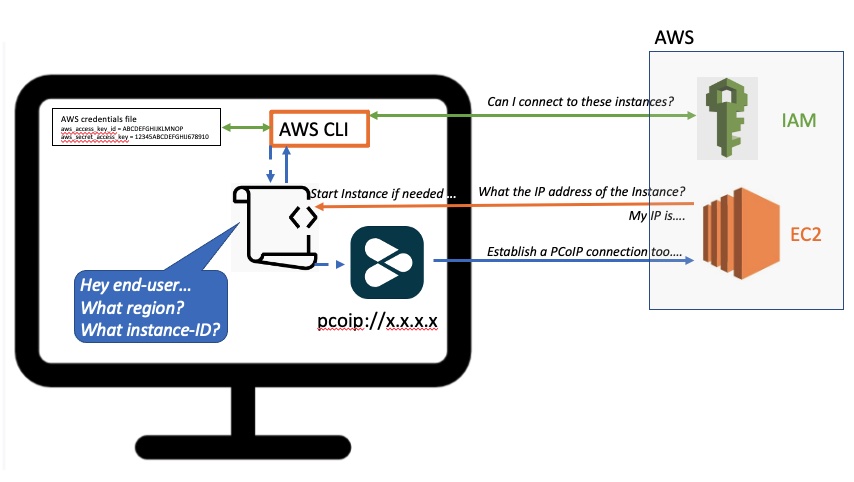 AWS
AWS credentials file
aws_access_key_id = ABCDEFGHIJKLMNOP
aws_secret_access_key = 12345ABCDEFGHIJ678910
AWS CLI
Can I connect to these instances?
IAM
Start Instance if needed ...
What the IP address of the Instance?
My IP is....
EC2
Establish a PCoIP connection too....
Hey end-user...
What region?
What instance-ID?
pcoip://x.x.x.x